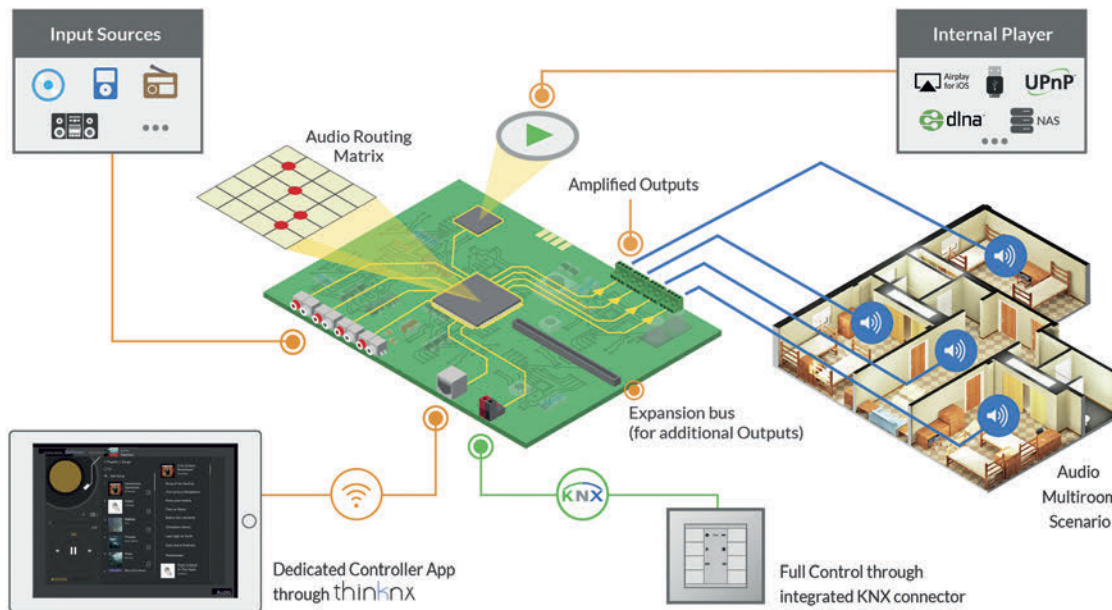 Input Sources
Internal Player
Airplay
for iOS
UPnP
dlna
NAS
Audio Routing
Matrix
Amplified Outputs
Expansion bus
(for additional Outputs)
Audio
Multiroom
Scenario
KNX
Dedicated Controller App
through thinknx
Full Control through
integrated KNX connector